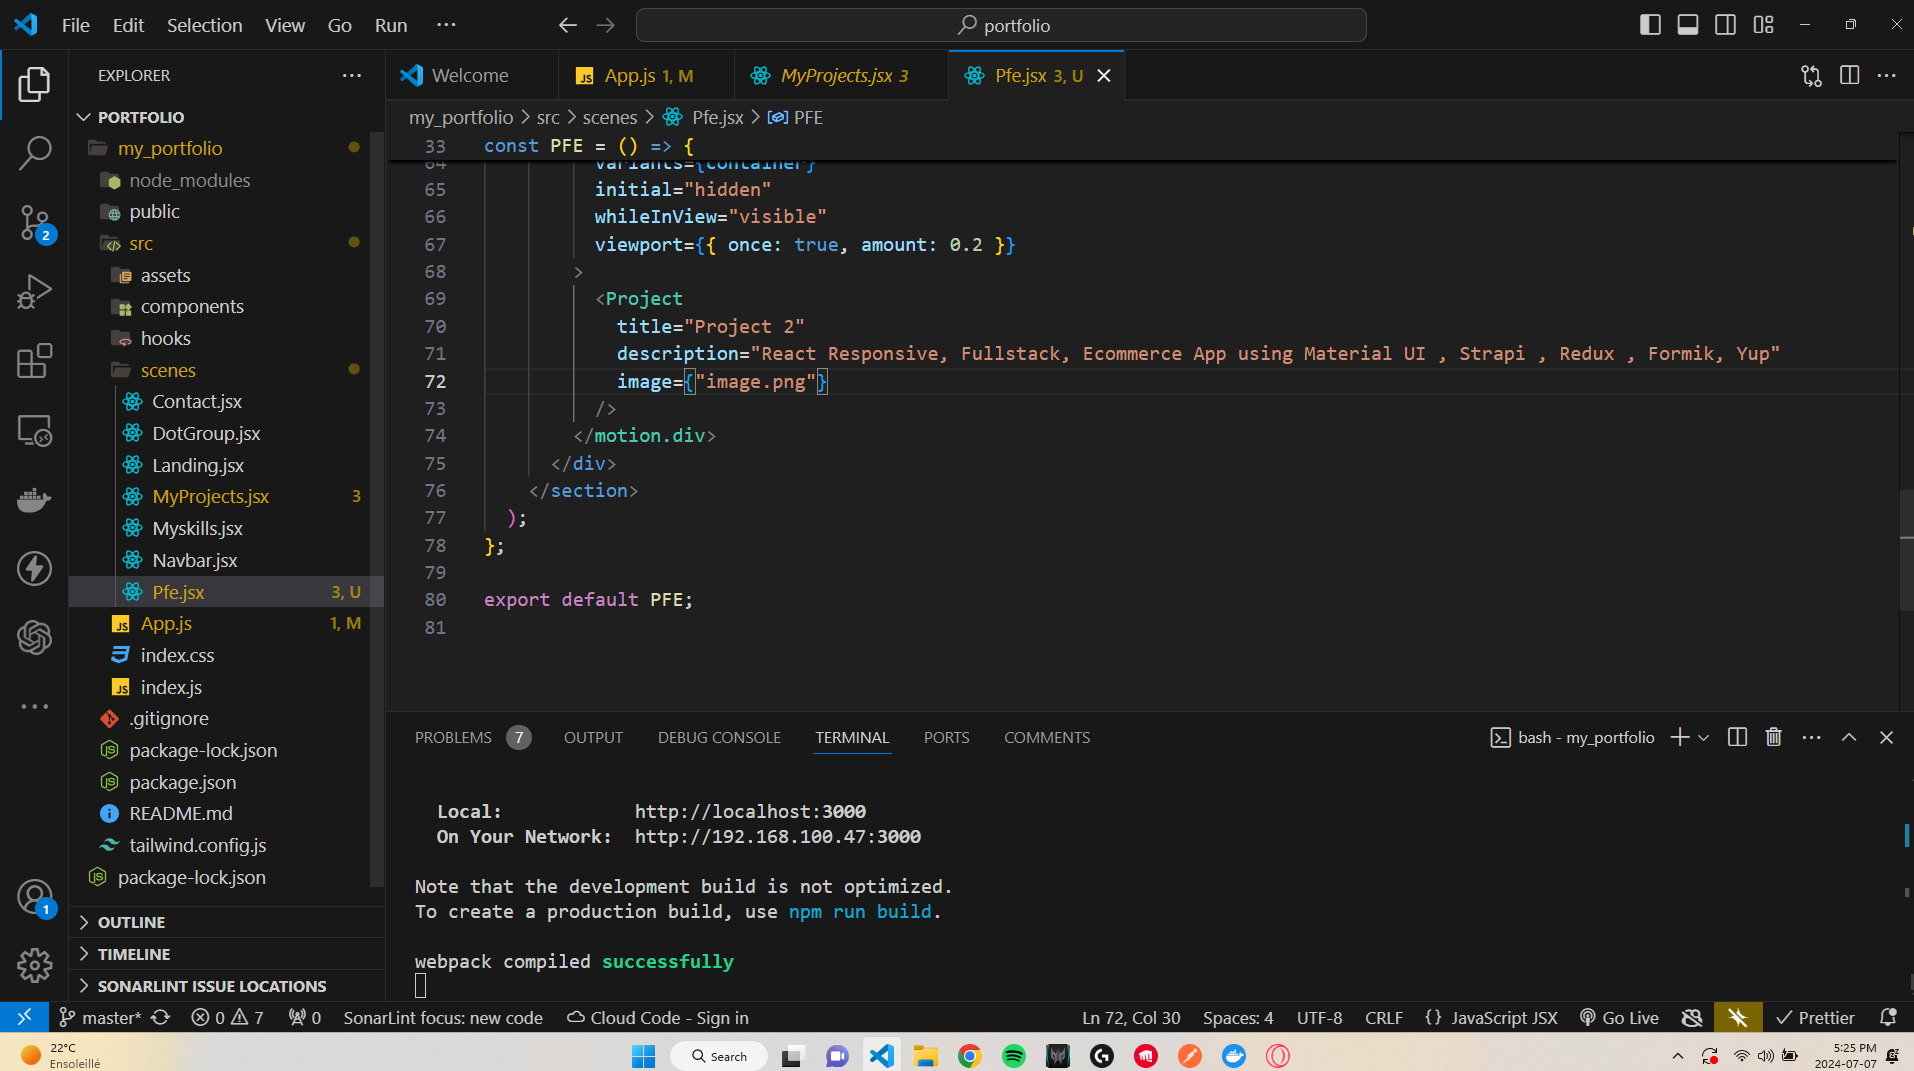 File Edit Selection View Go Run ··· portfolio
EXPLORER ···
PORTFOLIO
my_portfolio
node_modules
public
src
assets
components
hooks
scenes
Contact.jsx
DotGroup.jsx
Landing.jsx
MyProjects.jsx 3
Myskills.jsx
Navbar.jsx
Pfe.jsx 3, U
App.js 1, M
index.css
index.js
.gitignore
package-lock.json
package.json
README.md
tailwind.config.js
package-lock.json
OUTLINE
TIMELINE
SONARLINT ISSUE LOCATIONS
2
1
Welcome App.js 1, M MyProjects.jsx 3 Pfe.jsx 3, U
my_portfolio > src > scenes > Pfe.jsx > PFE
33 const PFE = () => {
64 variants={container}
65 initial="hidden"
66 whileInView="visible"
67 viewport={{ once: true, amount: 0.2 }}
68 >
69 <Project
70 title="Project 2"
71 description="React Responsive, Fullstack, Ecommerce App using Material UI , Strapi , Redux , Formik, Yup"
72 image={"image.png"}
73 />
74 </motion.div>
75 </div>
76 </section>
77 );
78 };
79
80 export default PFE;
81
PROBLEMS 7 OUTPUT DEBUG CONSOLE TERMINAL PORTS COMMENTS bash - my_portfolio
Local: http://localhost:3000
On Your Network: http://192.168.100.47:3000
Note that the development build is not optimized.
To create a production build, use npm run build.
webpack compiled successfully
master* 0 7 0 SonarLint focus: new code Cloud Code - Sign in Ln 72, Col 30 Spaces: 4 UTF-8 CRLF {} JavaScript JSX Go Live Prettier
22°C
Ensoleillé
Search
5:25 PM
2024-07-07